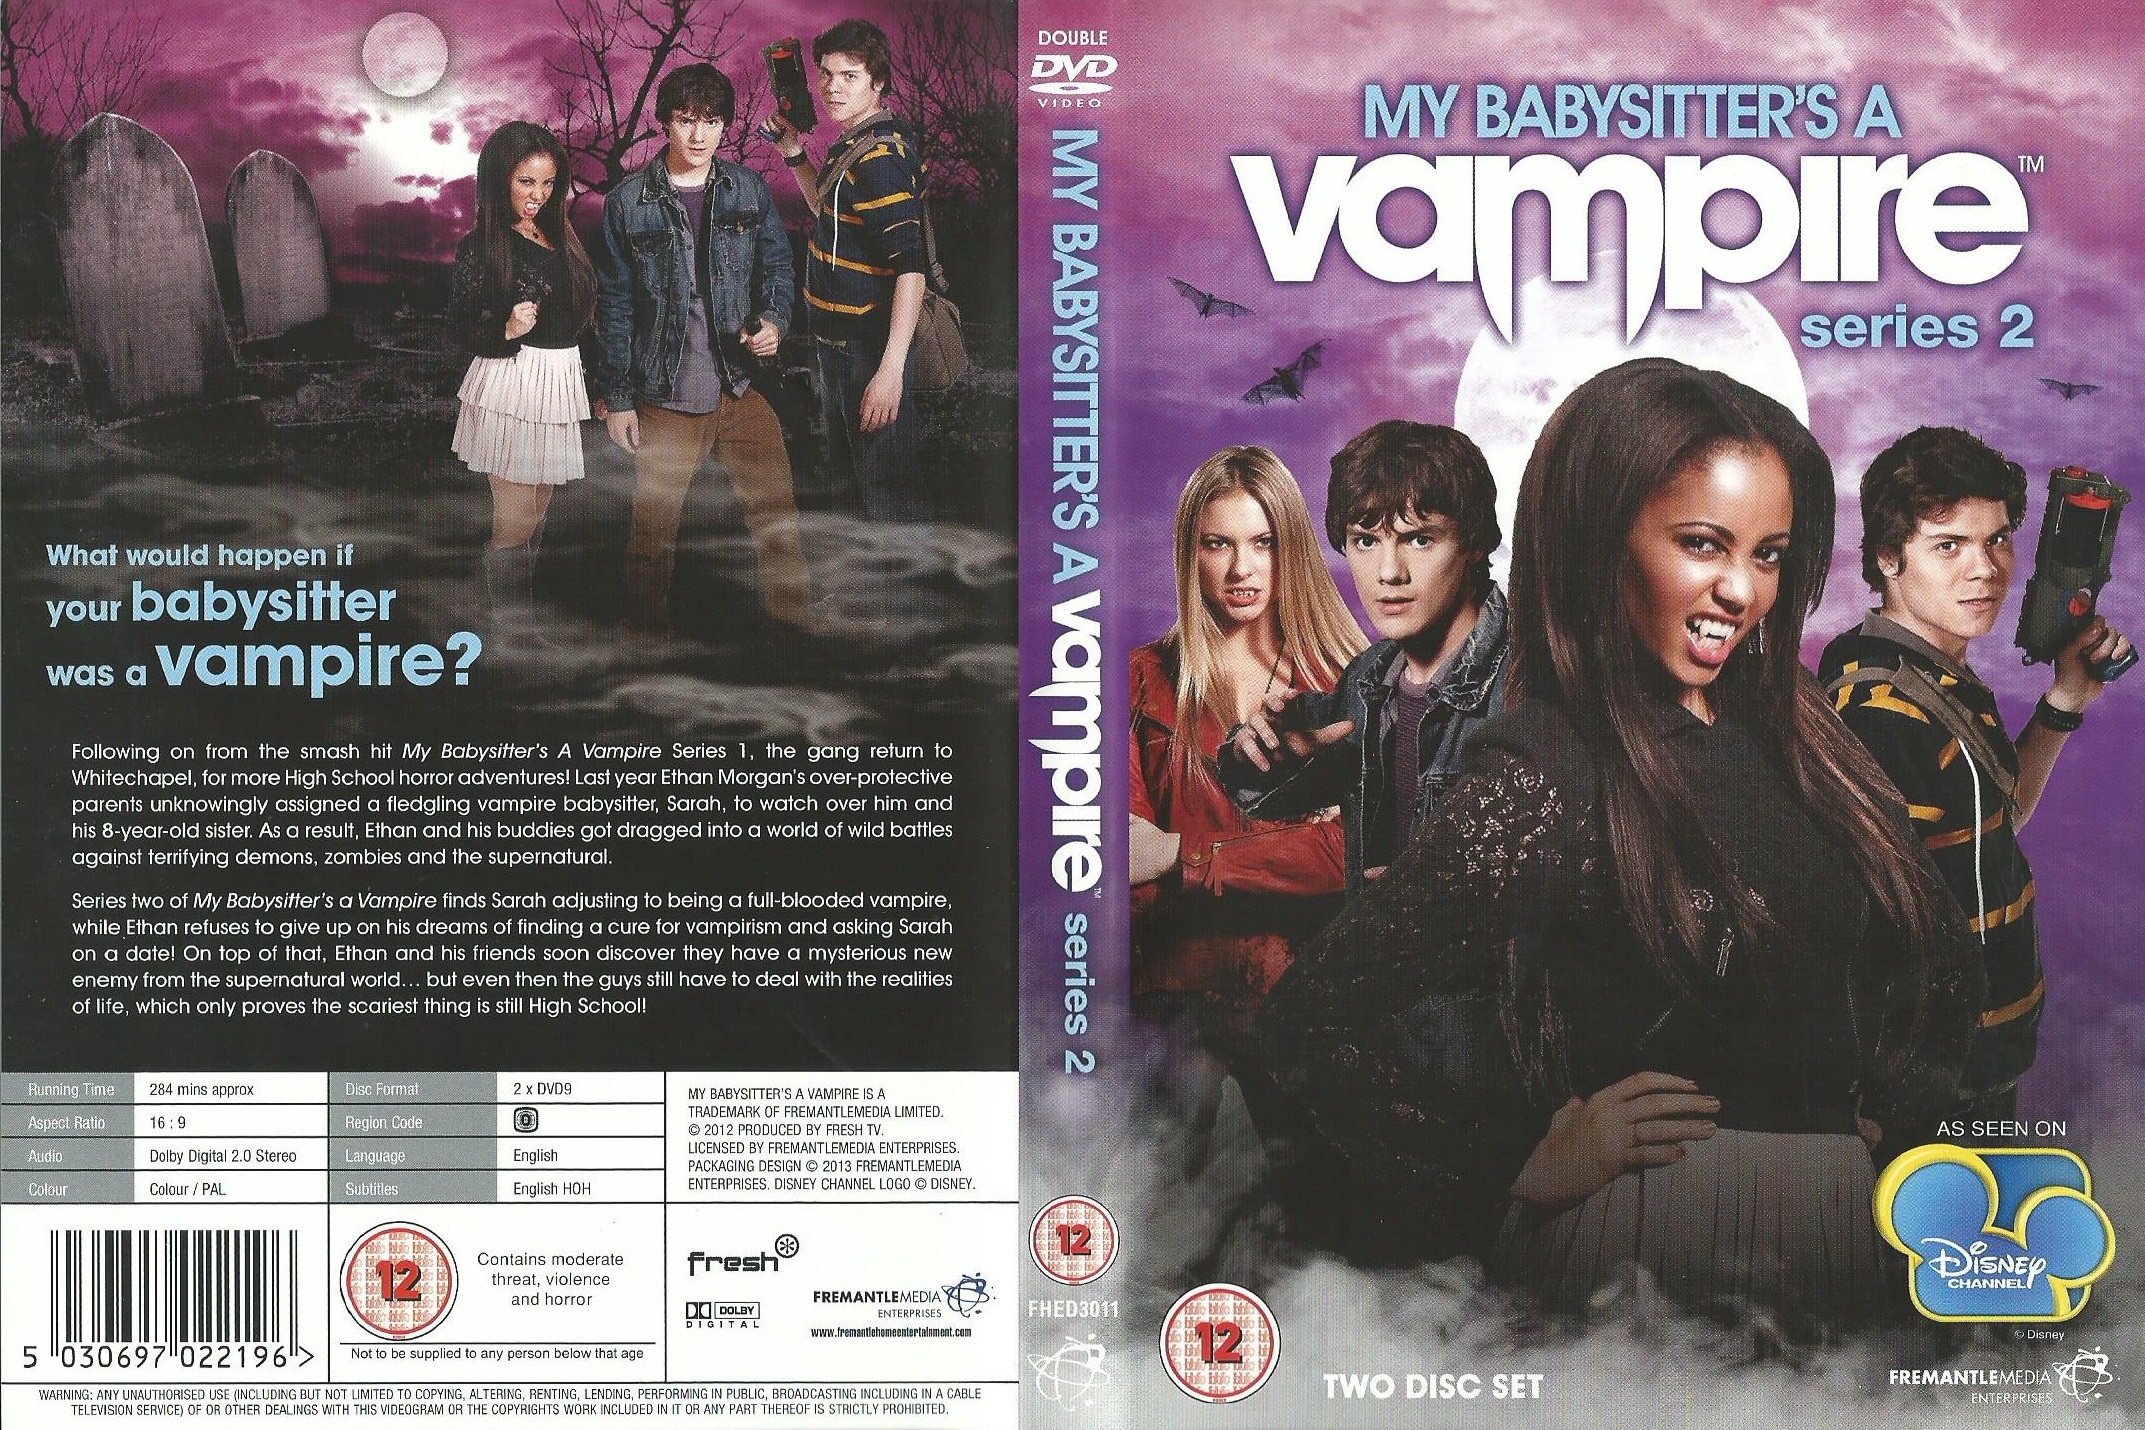 What would happen if
your babysitter
was a vampire?
Following on from the smash hit My Babysitter's A Vampire Series 1, the gang return to
Whitechapel, for more High School horror adventures! Last year Ethan Morgan's over-protective
parents unknowingly assigned a fledgling vampire babysitter, Sarah, to watch over him and
his 8-year-old sister. As a result, Ethan and his buddies got dragged into a world of wild battles
against terrifying demons, zombies and the supernatural.
Series two of My Babysitter's a Vampire finds Sarah adjusting to being a full-blooded vampire,
while Ethan refuses to give up on his dreams of finding a cure for vampirism and asking Sarah
on a date! On top of that, Ethan and his friends soon discover they have a mysterious new
enemy from the supernatural world... but even then the guys still have to deal with the realities
of life, which only proves the scariest thing is still High School!
Running Time 284 mins approx Disc Format 2 x DVD9
Aspect Ratio 16 : 9 Region Code 0
Audio Dolby Digital 2.0 Stereo Language English
Colour Colour / PAL Subtitles English HOH
MY BABYSITTER'S A VAMPIRE IS A
TRADEMARK OF FREMANTLEMEDIA LIMITED.
© 2012 PRODUCED BY FRESH TV.
LICENSED BY FREMANTLEMEDIA ENTERPRISES.
PACKAGING DESIGN © 2013 FREMANTLEMEDIA
ENTERPRISES. DISNEY CHANNEL LOGO © DISNEY.
5 030697 022196 >
12
Contains moderate
threat, violence
and horror
Not to be supplied to any person below that age
fresh
DOLBY
DIGITAL
FREMANTLEMEDIA
ENTERPRISES
www.fremantlehomeentertainment.com
WARNING: ANY UNAUTHORISED USE (INCLUDING BUT NOT LIMITED TO COPYING, ALTERING, RENTING, LENDING, PERFORMING IN PUBLIC, BROADCASTING INCLUDING IN A CABLE
TELEVISION SERVICE) OF OR OTHER DEALINGS WITH THIS VIDEOGRAM OR THE COPYRIGHTS WORK INCLUDED IN IT OR ANY PART THEREOF IS STRICTLY PROHIBITED.
DOUBLE
DVD
VIDEO
MY BABYSITTER'S A vampire™ series 2
12
FHED3011
MY BABYSITTER'S A
vampire™
series 2
AS SEEN ON
Disney
CHANNEL
© Disney
12
TWO DISC SET
FREMANTLEMEDIA
ENTERPRISES